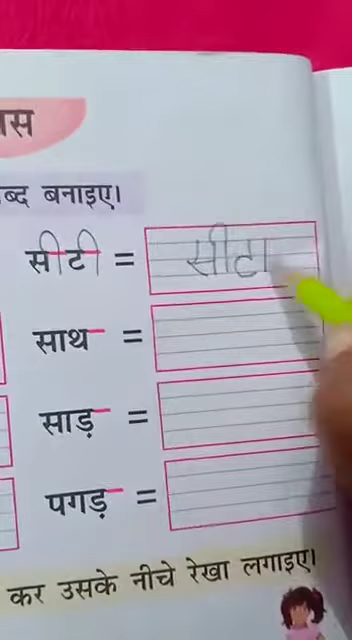 ास
ब्द बनाइए।
सीटी = सीटा
साथ =
साड़ =
पगड़ =
कर उसके नीचे रेखा लगाइए।